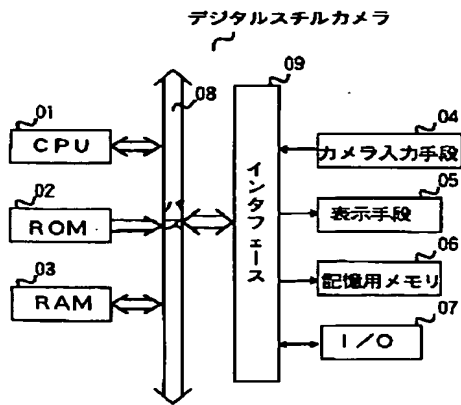 デジタルスチルカメラ
09
08
01
CPU
02
ROM
03
RAM
インタフェース
04
カメラ入力手段
05
表示手段
06
記憶用メモリ
07
I/O